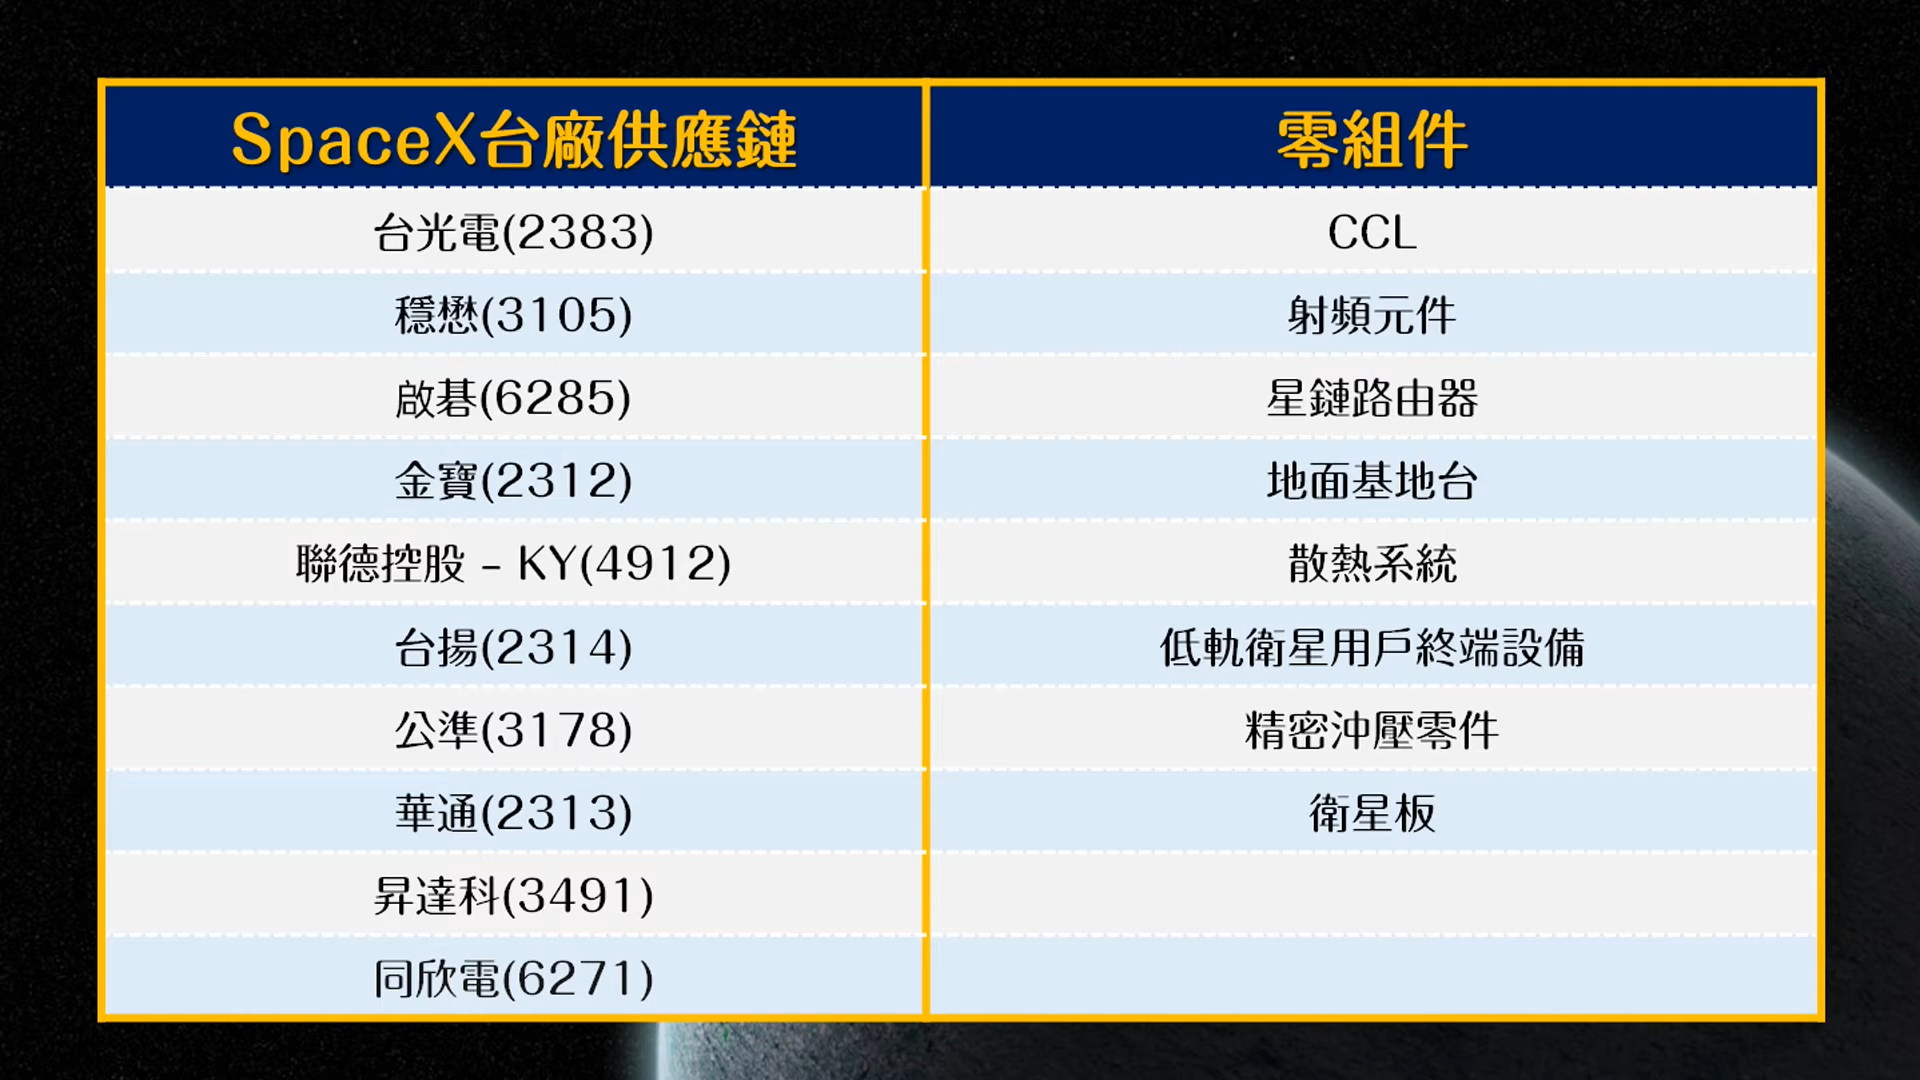 SpaceX台廠供應鏈 零組件
台光電(2383) CCL
穩懋(3105) 射頻元件
啟碁(6285) 星鏈路由器
金寶(2312) 地面基地台
聯德控股 – KY(4912) 散熱系統
台揚(2314) 低軌衛星用戶終端設備
公準(3178) 精密沖壓零件
華通(2313) 衛星板
昇達科(3491)
同欣電(6271)